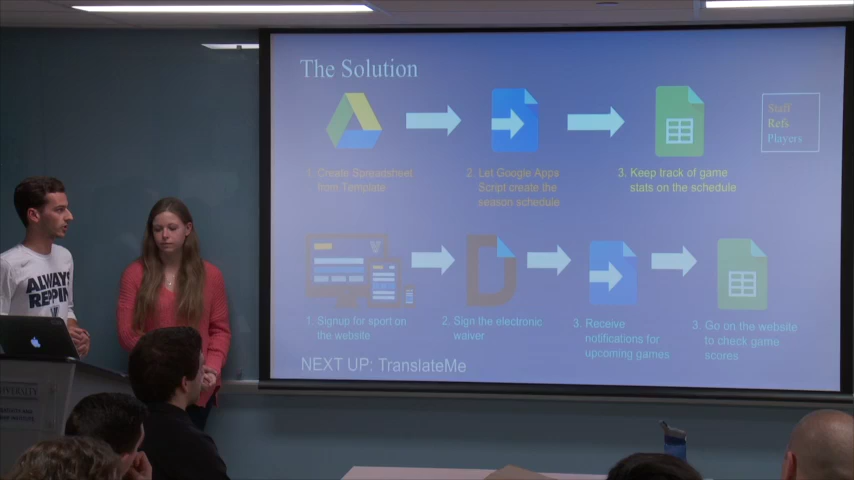 The Solution
Staff
Refs
Players
1. Create Spreadsheet
from Template
2. Let Google Apps
Script create the
season schedule
3. Keep track of game
stats on the schedule
1. Signup for sport on
the website
2. Sign the electronic
waiver
3. Receive
notifications for
upcoming games
3. Go on the website
to check game
scores
NEXT UP: TranslateMe
ALWAYS
REPPIN